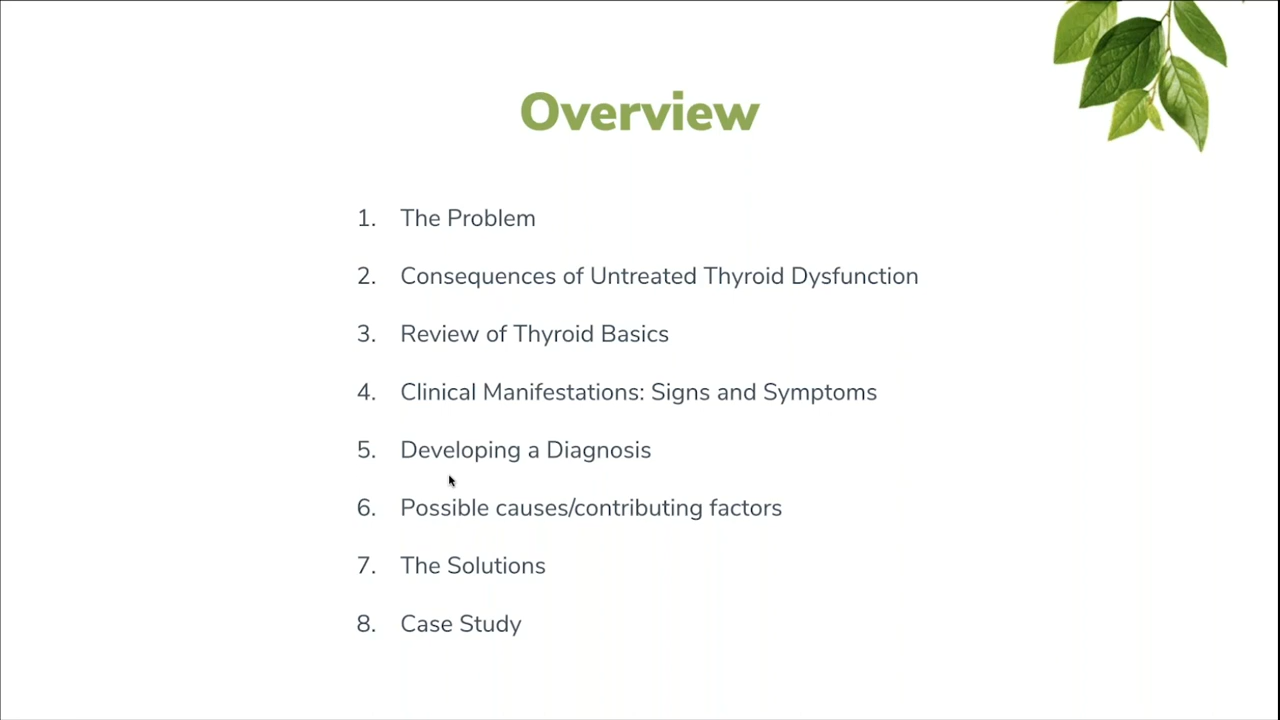 Overview
1. The Problem
2. Consequences of Untreated Thyroid Dysfunction
3. Review of Thyroid Basics
4. Clinical Manifestations: Signs and Symptoms
5. Developing a Diagnosis
6. Possible causes/contributing factors
7. The Solutions
8. Case Study